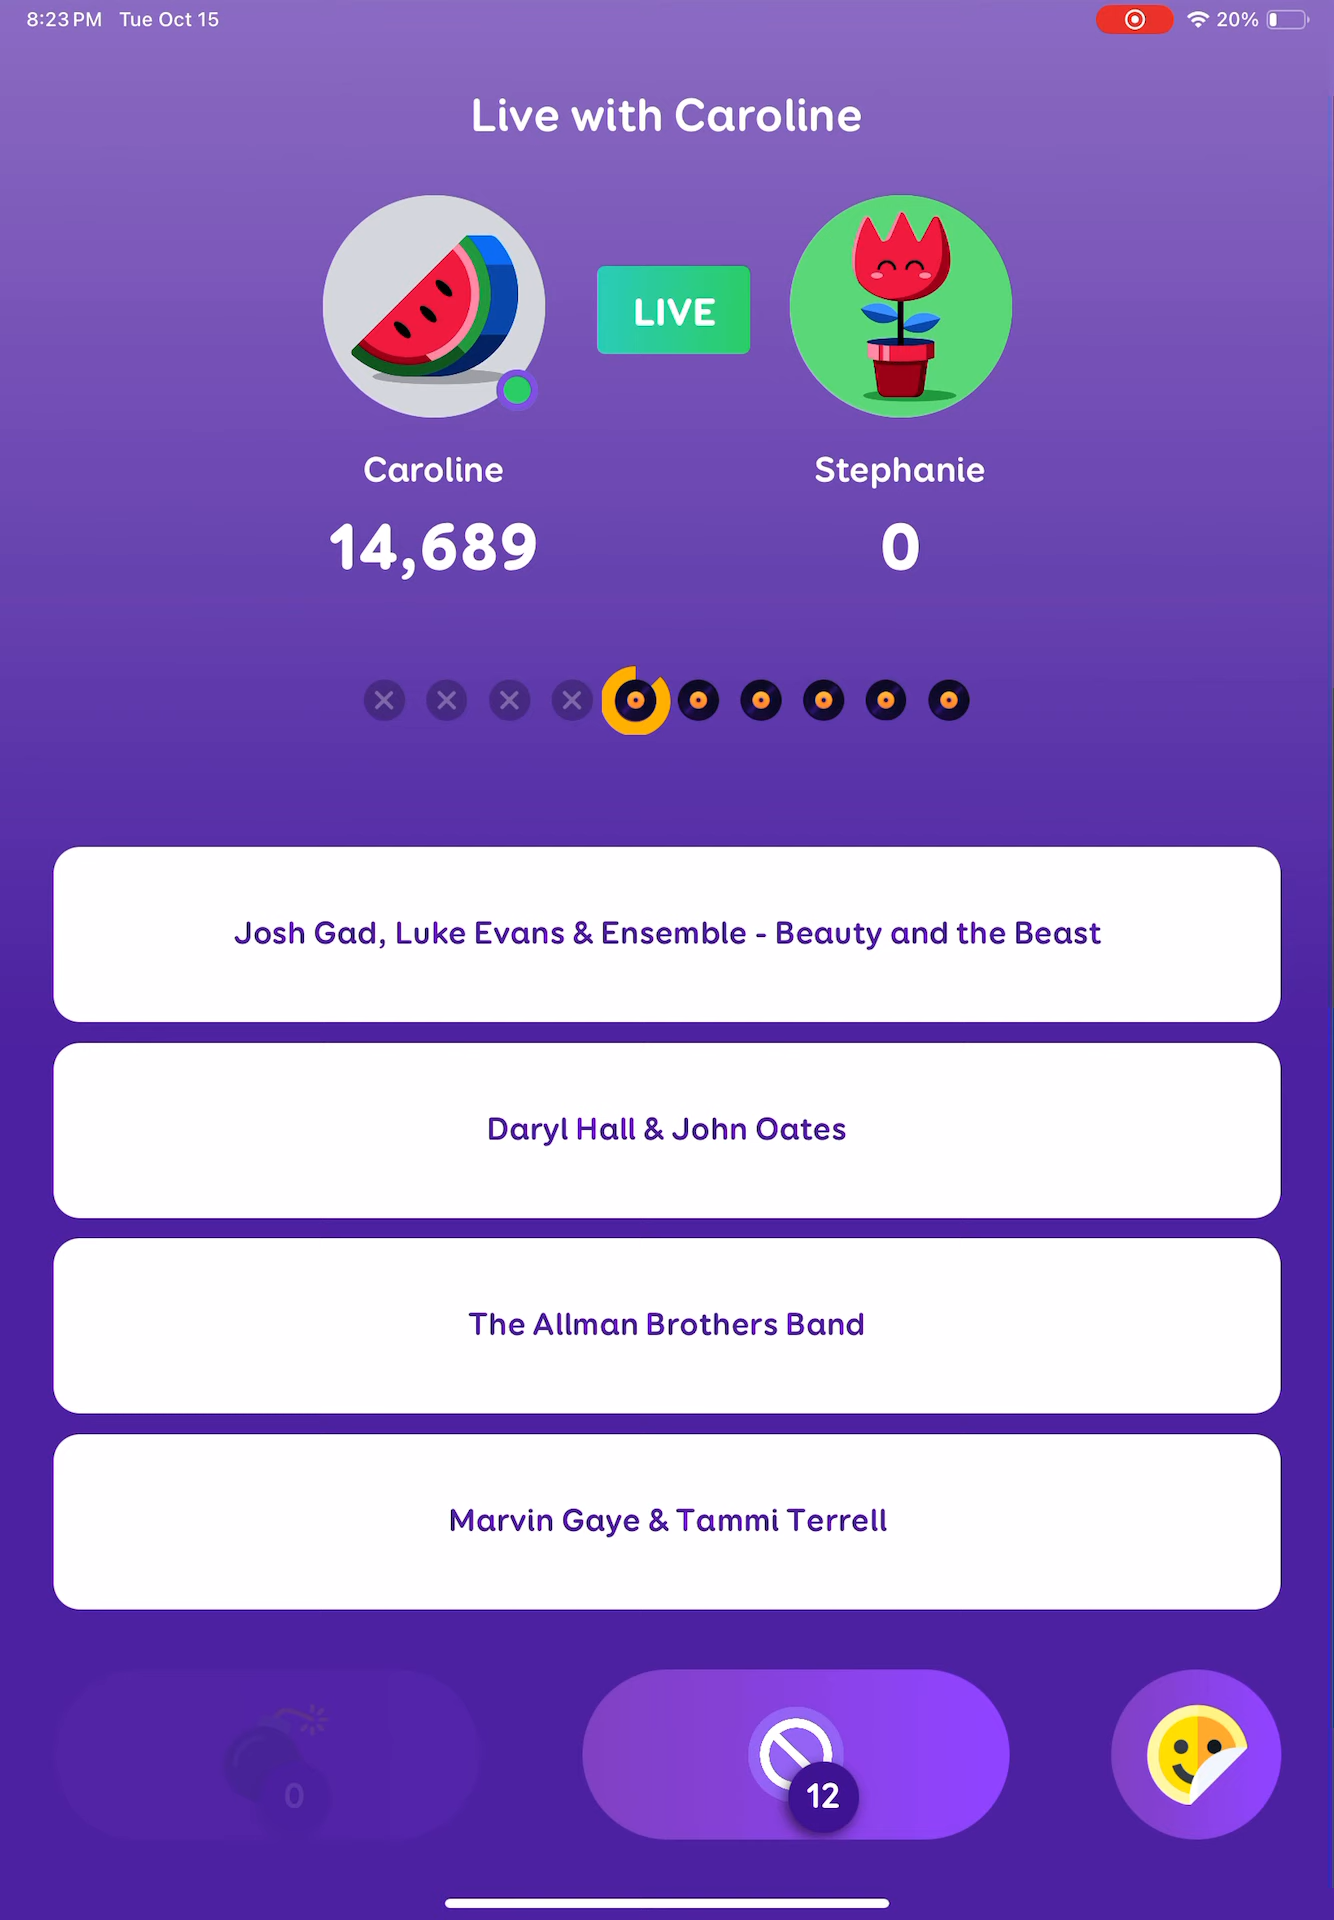 8:23 PM Tue Oct 15
20%
Live with Caroline
LIVE
Caroline
Stephanie
14,689
0
Josh Gad, Luke Evans & Ensemble - Beauty and the Beast
Daryl Hall & John Oates
The Allman Brothers Band
Marvin Gaye & Tammi Terrell
0
12